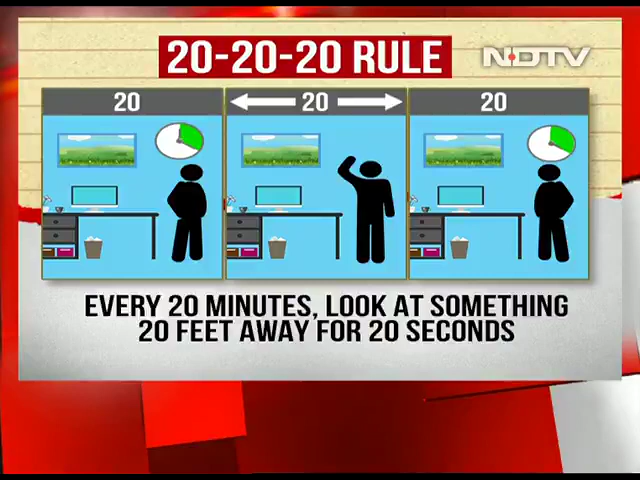 20-20-20 RULE
NDTV
20
20
20
EVERY 20 MINUTES, LOOK AT SOMETHING
20 FEET AWAY FOR 20 SECONDS